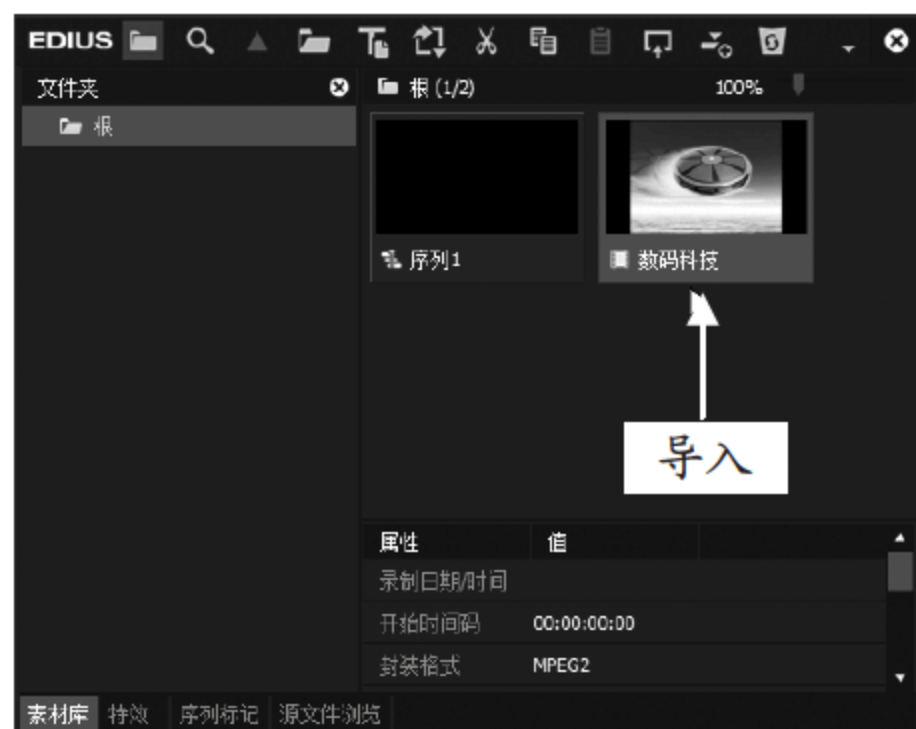 EDIUS
文件夹
根 (1/2)
100%
根
序列1
数码科技
导入
属性 值
录制日期/时间
开始时间码 00:00:00:00
封装格式 MPEG2
素材库 特效 序列标记 源文件浏览